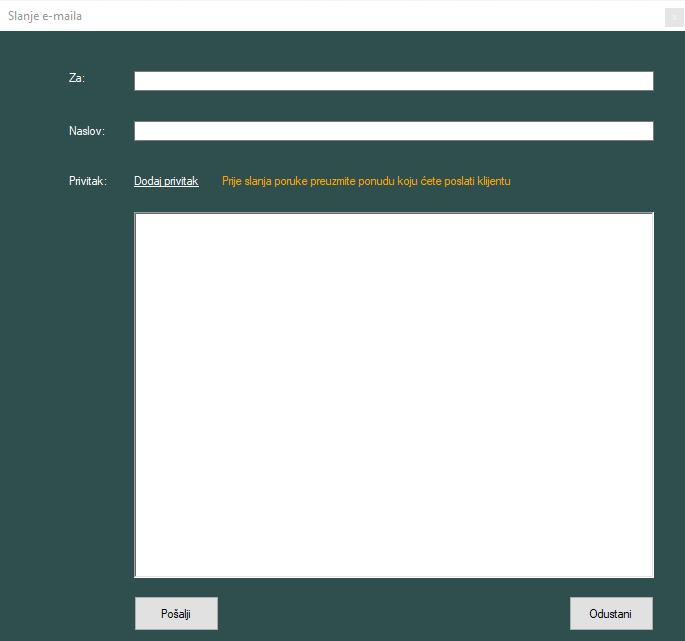 Slanje e-maila
Za:
Naslov:
Privitak: Dodaj privitak Prije slanja poruke preuzmite ponudu koju ćete poslati klijentu
Pošalji Odustani